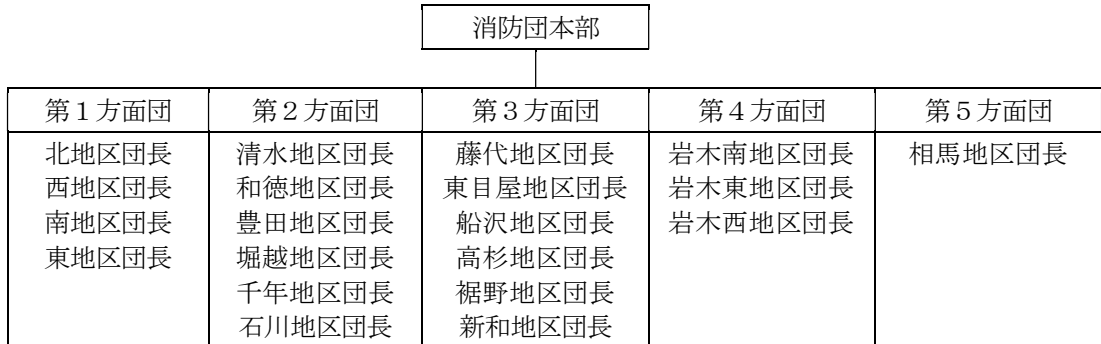 消防団本部
第１方面団 第２方面団 第３方面団 第４方面団 第５方面団
北地区団長 清水地区団長 藤代地区団長 岩木南地区団長 相馬地区団長
西地区団長 和徳地区団長 東目屋地区団長 岩木東地区団長
南地区団長 豊田地区団長 船沢地区団長 岩木西地区団長
東地区団長 堀越地区団長 高杉地区団長
千年地区団長 裾野地区団長
石川地区団長 新和地区団長